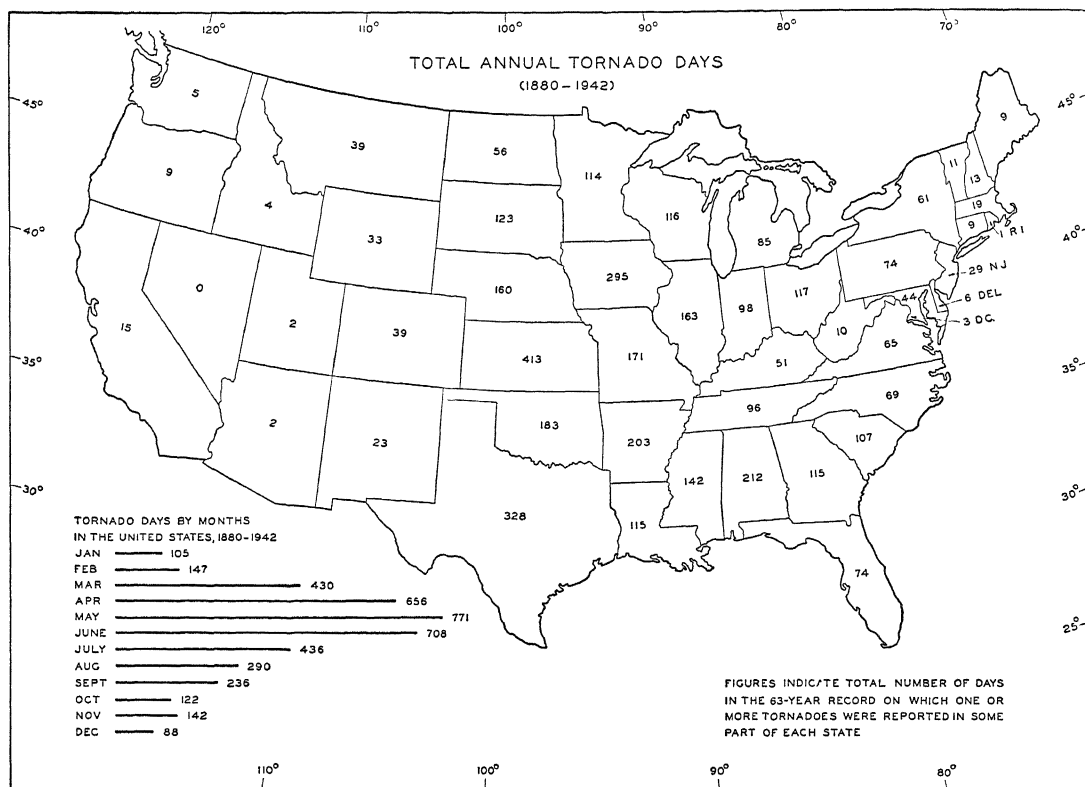 120°
110°
100°
90°
80°
70°
TOTAL ANNUAL TORNADO DAYS
(1880-1942)
45°
45°
5
39
56
114
9
9
4
123
116
61
11
13
19
9
1 R I
40°
40°
33
85
74
29 NJ
0
295
160
117
98
163
44
6 DEL
3 DC.
15
2
39
413
171
10
65
51
35°
35°
2
23
183
96
69
203
107
142
212
115
30°
30°
328
115
74
25°
TORNADO DAYS BY MONTHS
IN THE UNITED STATES, 1880-1942
JAN 105
FEB 147
MAR 430
APR 656
MAY 771
JUNE 708
JULY 436
AUG 290
SEPT 236
OCT 122
NOV 142
DEC 88
FIGURES INDICATE TOTAL NUMBER OF DAYS
IN THE 63-YEAR RECORD ON WHICH ONE OR
MORE TORNADOES WERE REPORTED IN SOME
PART OF EACH STATE
110°
100°
90°
80°